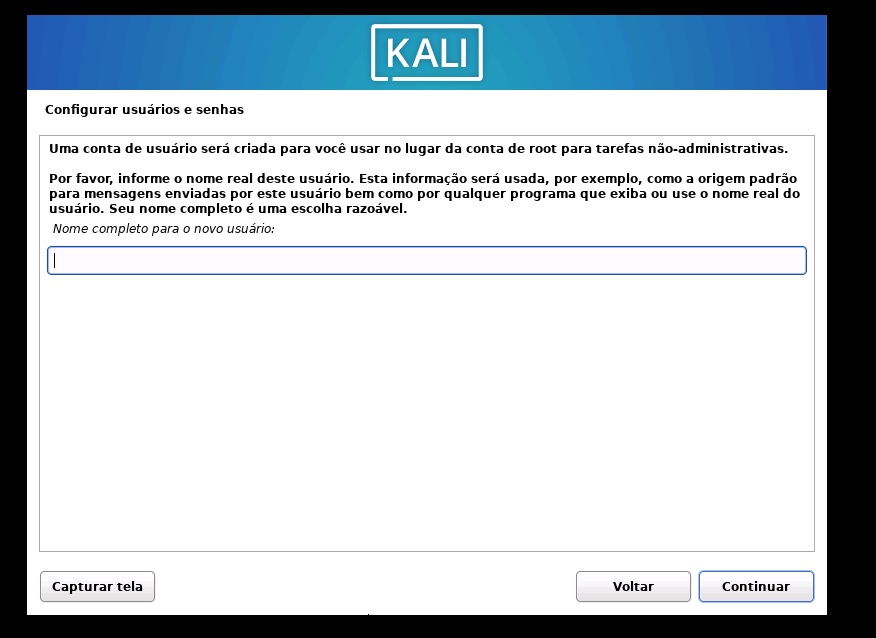 KALI
Configurar usuários e senhas
Uma conta de usuário será criada para você usar no lugar da conta de root para tarefas não-administrativas.
Por favor, informe o nome real deste usuário. Esta informação será usada, por exemplo, como a origem padrão
para mensagens enviadas por este usuário bem como por qualquer programa que exiba ou use o nome real do
usuário. Seu nome completo é uma escolha razoável.
Nome completo para o novo usuário:
Capturar tela
Voltar
Continuar